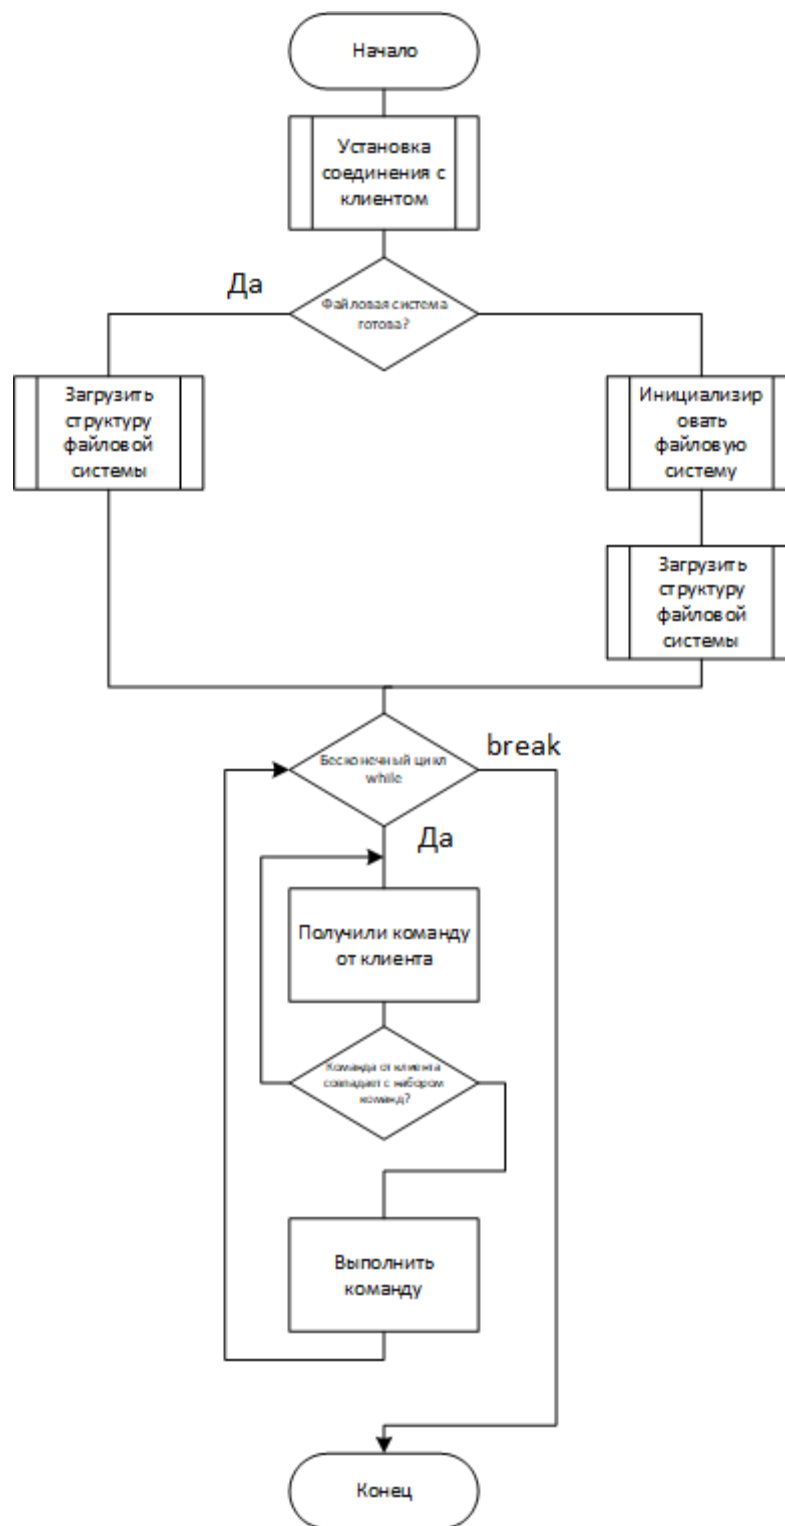 Начало
Установка
соединения с
клиентом
Да
Файловая система
готова?
Загрузить
структуру
файловой
системы
Инициализир
овать
файловую
систему
Загрузить
структуру
файловой
системы
Бесконечный цикл
while
break
Да
Получили команду
от клиента
Команда от клиента
совпадает с набором
команд?
Выполнить
команду
Конец